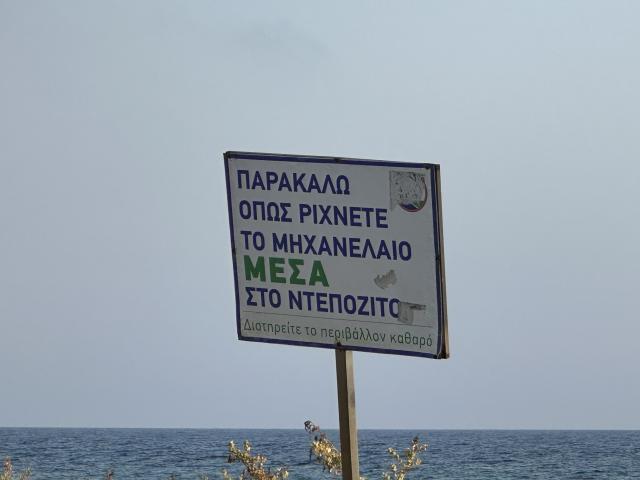 ΠΑΡΑΚΑΛΩ
ΟΠΩΣ ΡΙΧΝΕΤΕ
ΤΟ ΜΗΧΑΝΕΛΑΙΟ
ΜΕΣΑ
ΣΤΟ ΝΤΕΠΟΖΙΤΟ
Διατηρείτε το περιβάλλον καθαρό